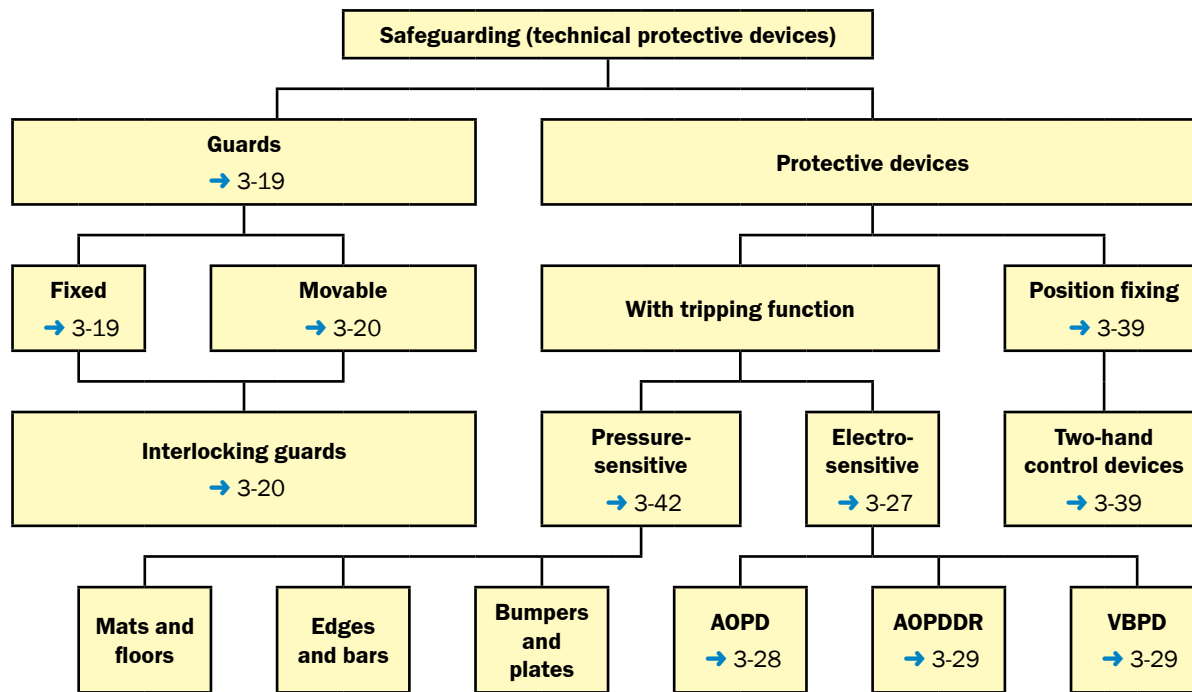 Safeguarding (technical protective devices)
Guards
➜ 3-19
Protective devices
Fixed
➜ 3-19
Movable
➜ 3-20
With tripping function
Position fixing
➜ 3-39
Interlocking guards
➜ 3-20
Pressure-
sensitive
➜ 3-42
Electro-
sensitive
➜ 3-27
Two-hand
control devices
➜ 3-39
Mats and
floors
Edges
and bars
Bumpers
and
plates
AOPD
➜ 3-28
AOPDDR
➜ 3-29
VBPD
➜ 3-29